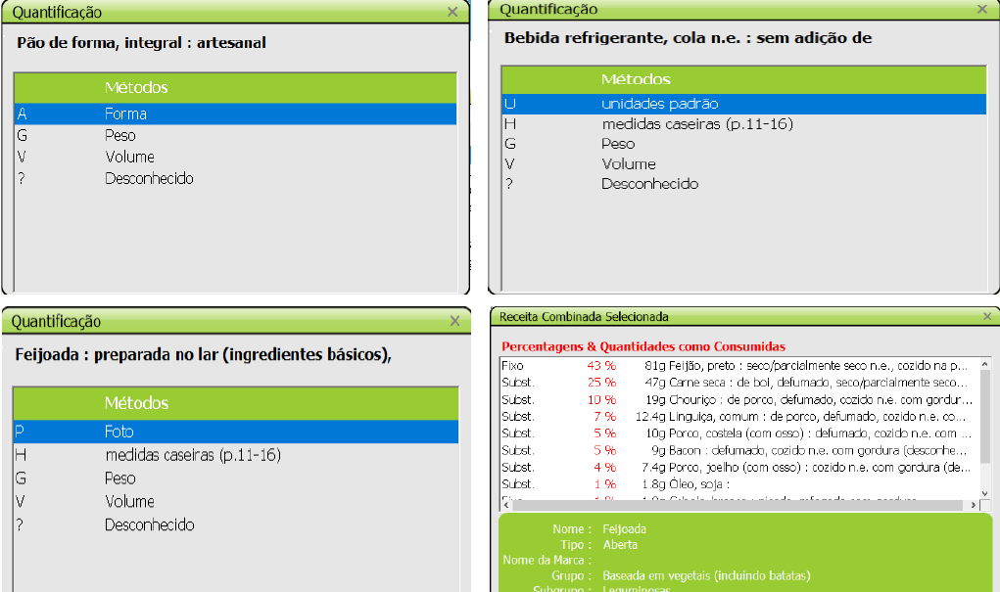 Quantificação
Pão de forma, integral : artesanal
Métodos
A Forma
G Peso
V Volume
? Desconhecido
Quantificação
Bebida refrigerante, cola n.e. : sem adição de
Métodos
U unidades padrão
H medidas caseiras (p.11-16)
G Peso
V Volume
? Desconhecido
Quantificação
Feijoada : preparada no lar (ingredientes básicos),
Métodos
P Foto
H medidas caseiras (p.11-16)
G Peso
V Volume
? Desconhecido
Receita Combinada Selecionada
Percentagens & Quantidades como Consumidas
Fixo 43 % 81g Feijão, preto : seco/parcialmente seco n.e., cozido na p...
Subst. 25 % 47g Carne seca : de boi, defumado, seco/parcialmente seco...
Subst. 10 % 19g Chouriço : de porco, defumado, cozido n.e. com gordur...
Subst. 7 % 12.4g Linguiça, comum : de porco, defumado, cozido n.e. co...
Subst. 5 % 10g Porco, costela (com osso) : defumado, cozido n.e. com ...
Subst. 5 % 9g Bacon : defumado, cozido n.e. com gordura (desconhe...
Subst. 4 % 7.4g Porco, joelho (com osso) : cozido n.e. com gordura (de...
Subst. 1 % 1.8g Óleo, soja :
Nome : Feijoada
Tipo : Aberta
Nome da Marca :
Grupo : Baseada em vegetais (incluindo batatas)
Subgrupo : Leguminosas